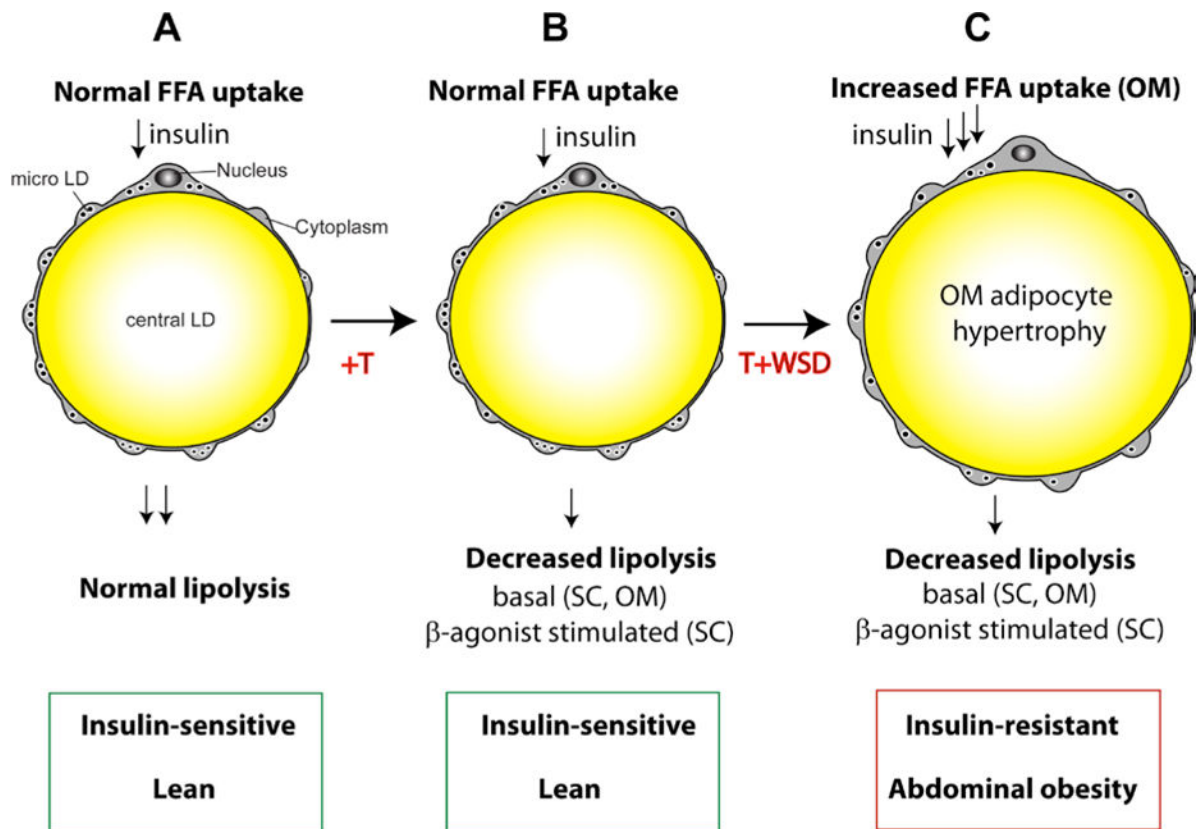 A
Normal FFA uptake
insulin
Nucleus
micro LD
Cytoplasm
central LD
Normal lipolysis
Insulin-sensitive
Lean
+T
B
Normal FFA uptake
insulin
Decreased lipolysis
basal (SC, OM)
β-agonist stimulated (SC)
Insulin-sensitive
Lean
T+WSD
C
Increased FFA uptake (OM)
insulin
OM adipocyte
hypertrophy
Decreased lipolysis
basal (SC, OM)
β-agonist stimulated (SC)
Insulin-resistant
Abdominal obesity